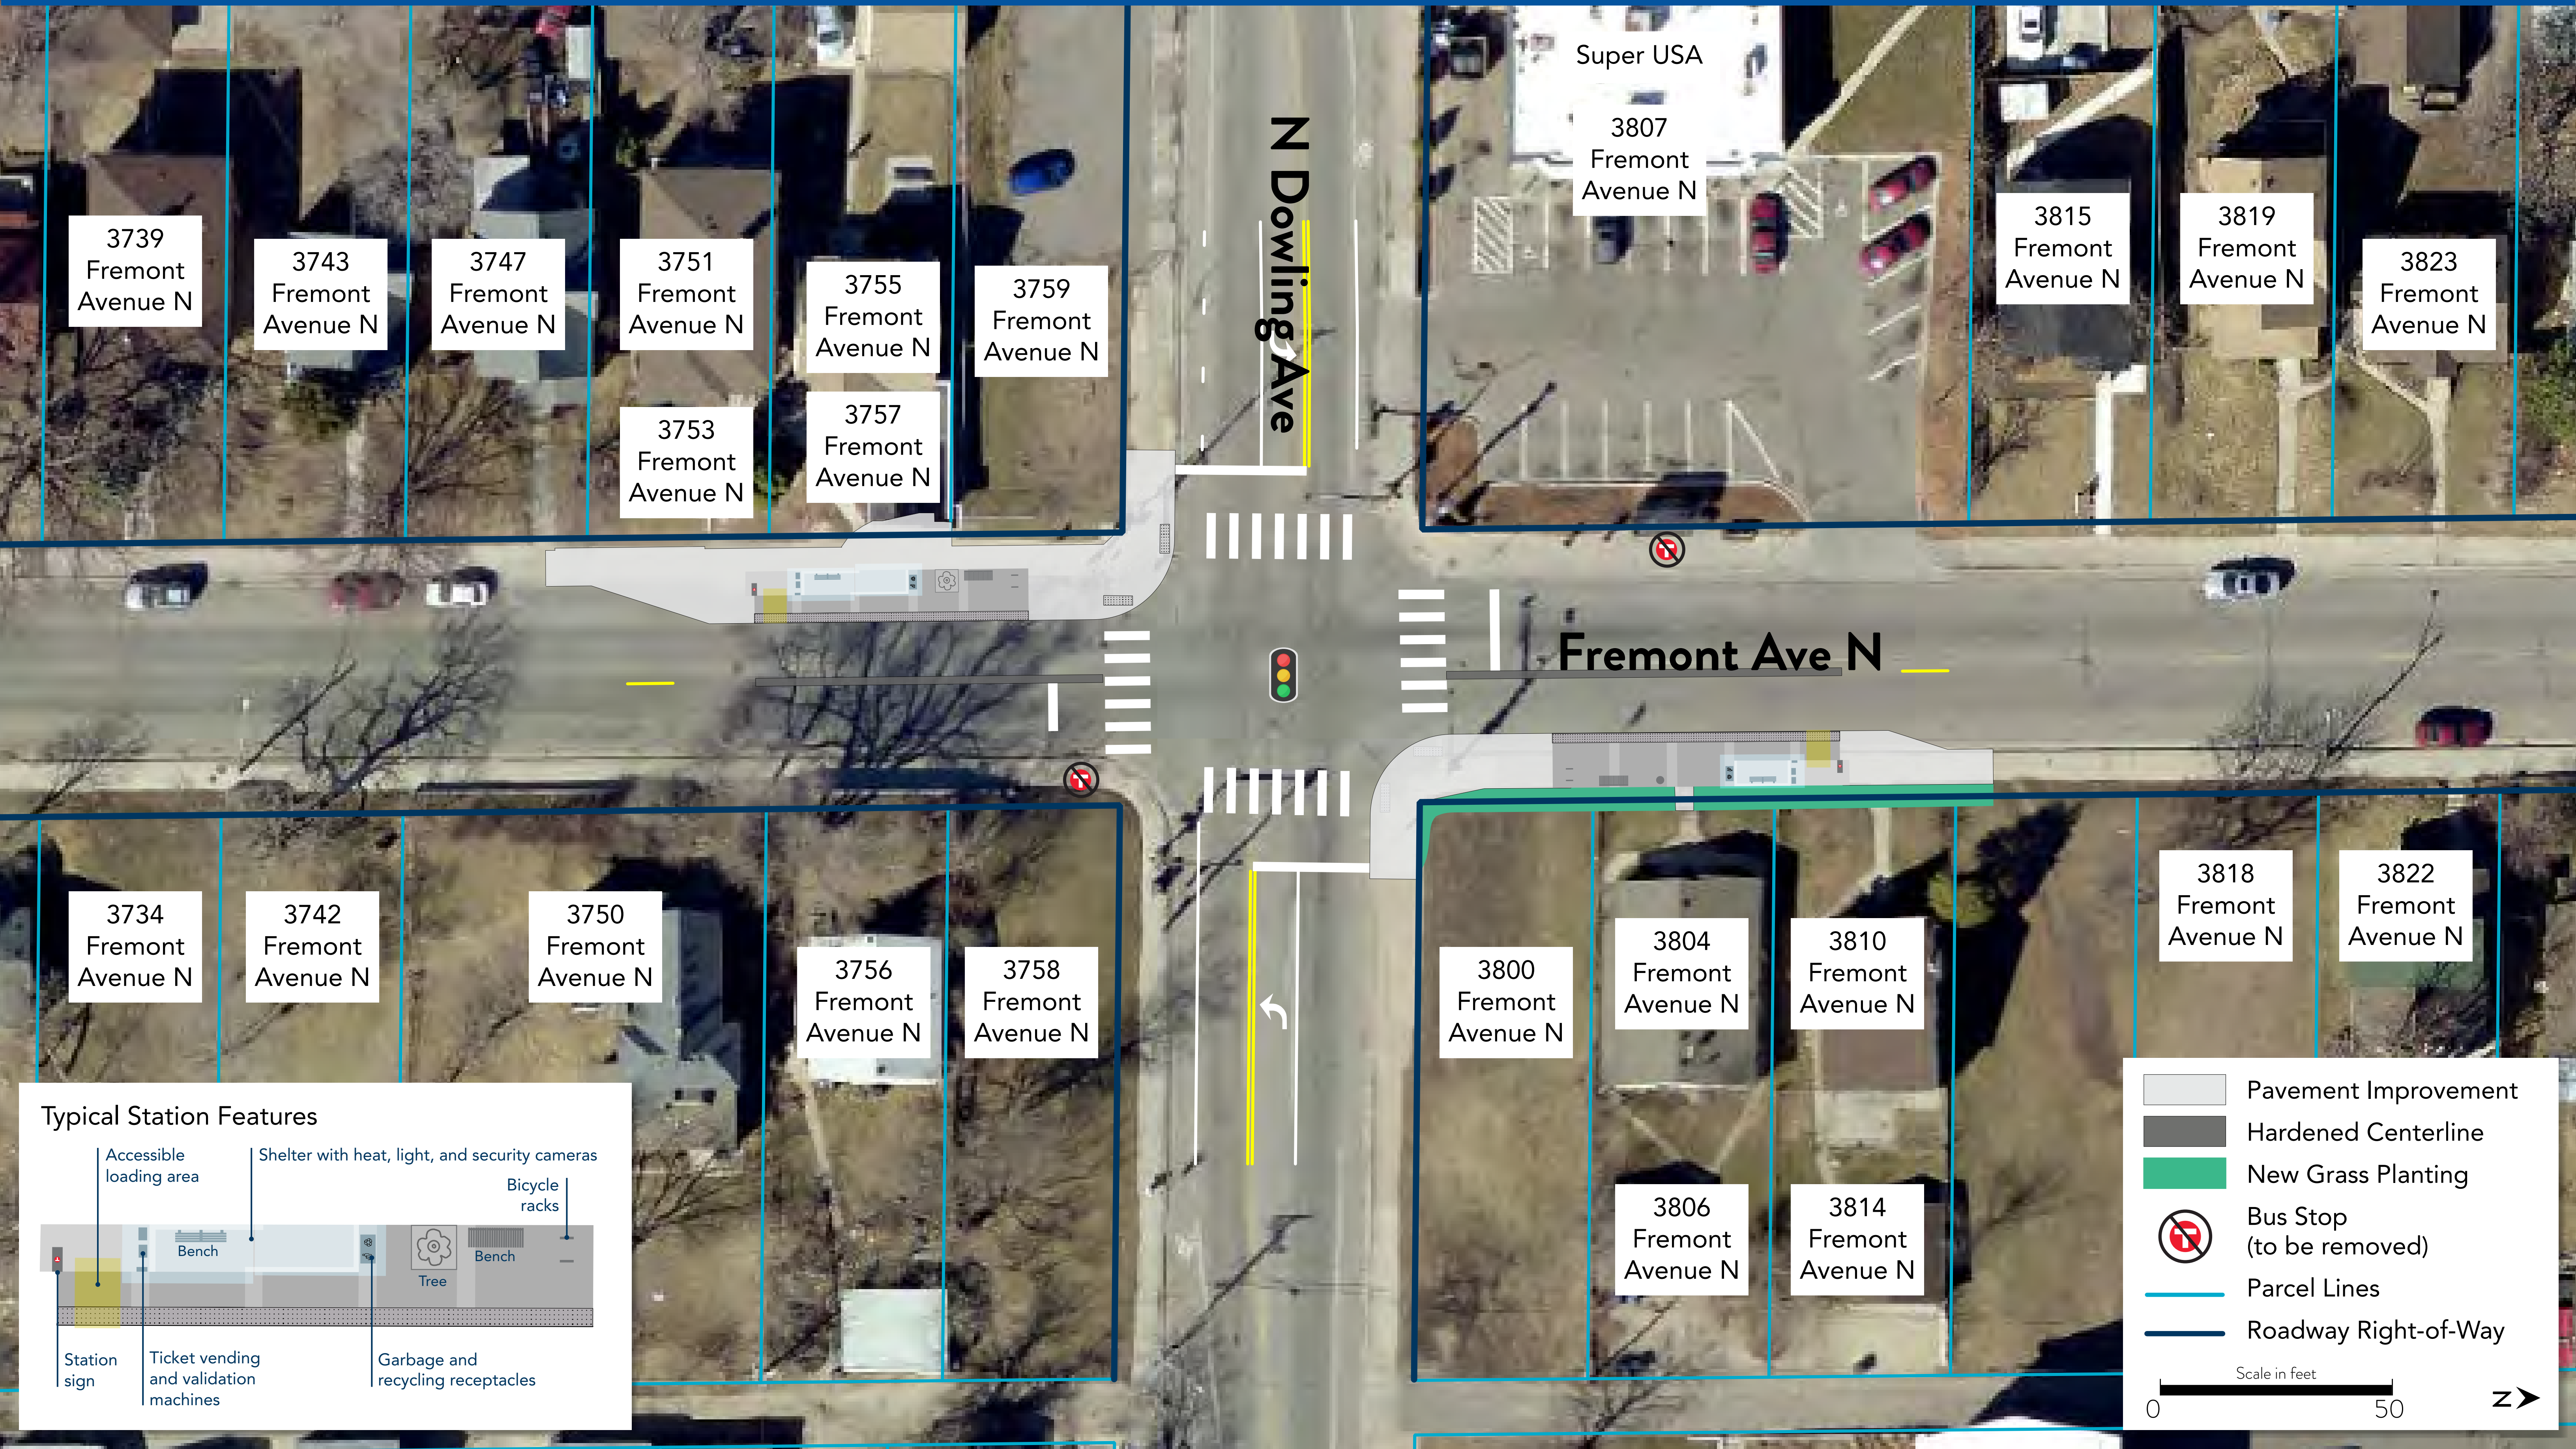 Super USA
3807
Fremont
Avenue N
N Dowling Ave
3739
Fremont
Avenue N
3743
Fremont
Avenue N
3747
Fremont
Avenue N
3751
Fremont
Avenue N
3753
Fremont
Avenue N
3755
Fremont
Avenue N
3757
Fremont
Avenue N
3759
Fremont
Avenue N
3815
Fremont
Avenue N
3819
Fremont
Avenue N
3823
Fremont
Avenue N
T
Fremont Ave N
T
3734
Fremont
Avenue N
3742
Fremont
Avenue N
3750
Fremont
Avenue N
3756
Fremont
Avenue N
3758
Fremont
Avenue N
3800
Fremont
Avenue N
3804
Fremont
Avenue N
3810
Fremont
Avenue N
3806
Fremont
Avenue N
3814
Fremont
Avenue N
3818
Fremont
Avenue N
3822
Fremont
Avenue N
Typical Station Features
Accessible
loading area
Shelter with heat, light, and security cameras
Bicycle
racks
Bench
Tree
Bench
Station
sign
Ticket vending
and validation
machines
Garbage and
recycling receptacles
Pavement Improvement
Hardened Centerline
New Grass Planting
T
Bus Stop
(to be removed)
Parcel Lines
Roadway Right-of-Way
Scale in feet
0 50
N